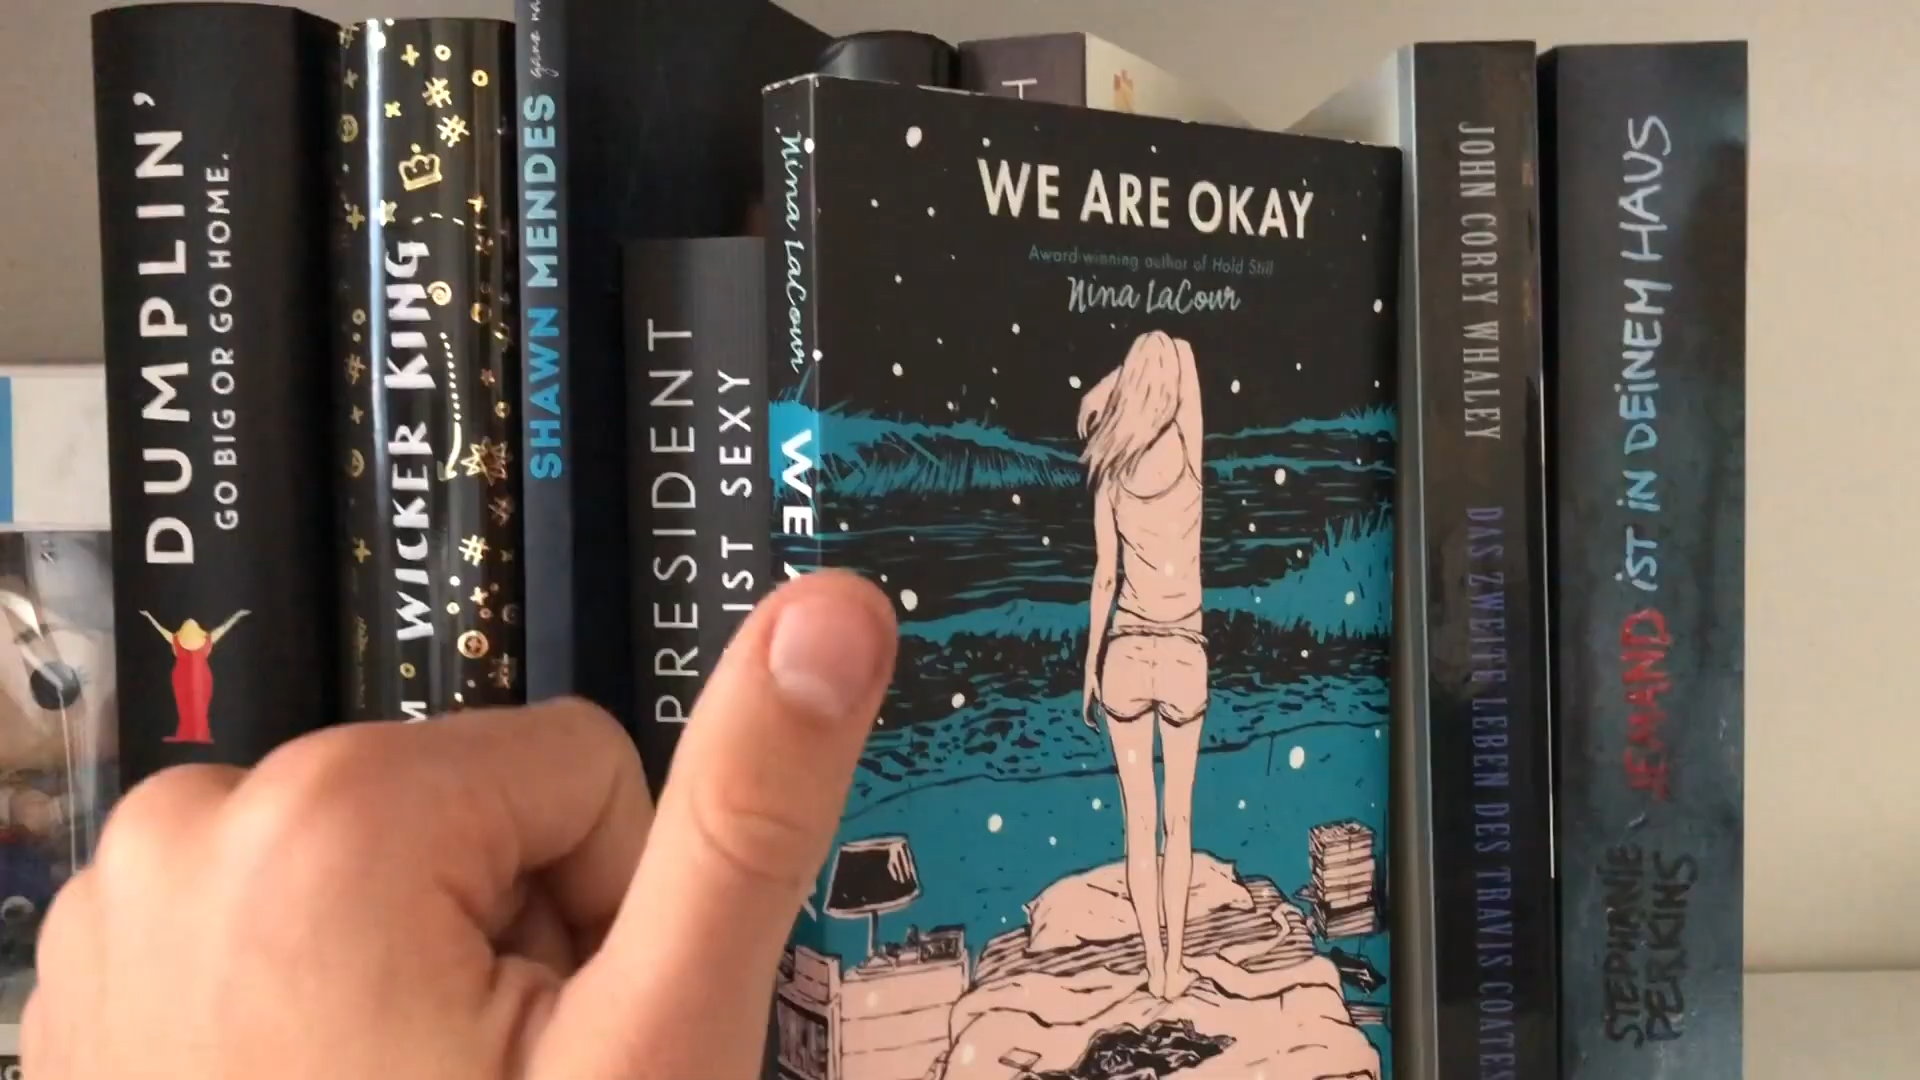 DUMPLIN'
GO BIG OR GO HOME.
WICKER KING
SHAWN MENDES
PRESIDENT
IST SEXY
Nina LaCour
WE
WE ARE OKAY
Award-winning author of Hold Still
Nina LaCour
JOHN COREY WHALEY
DAS ZWEITE LEBEN DES TRAVIS COATES
STEPHANIE PERKINS
JEMAND IST IN DEINEM HAUS